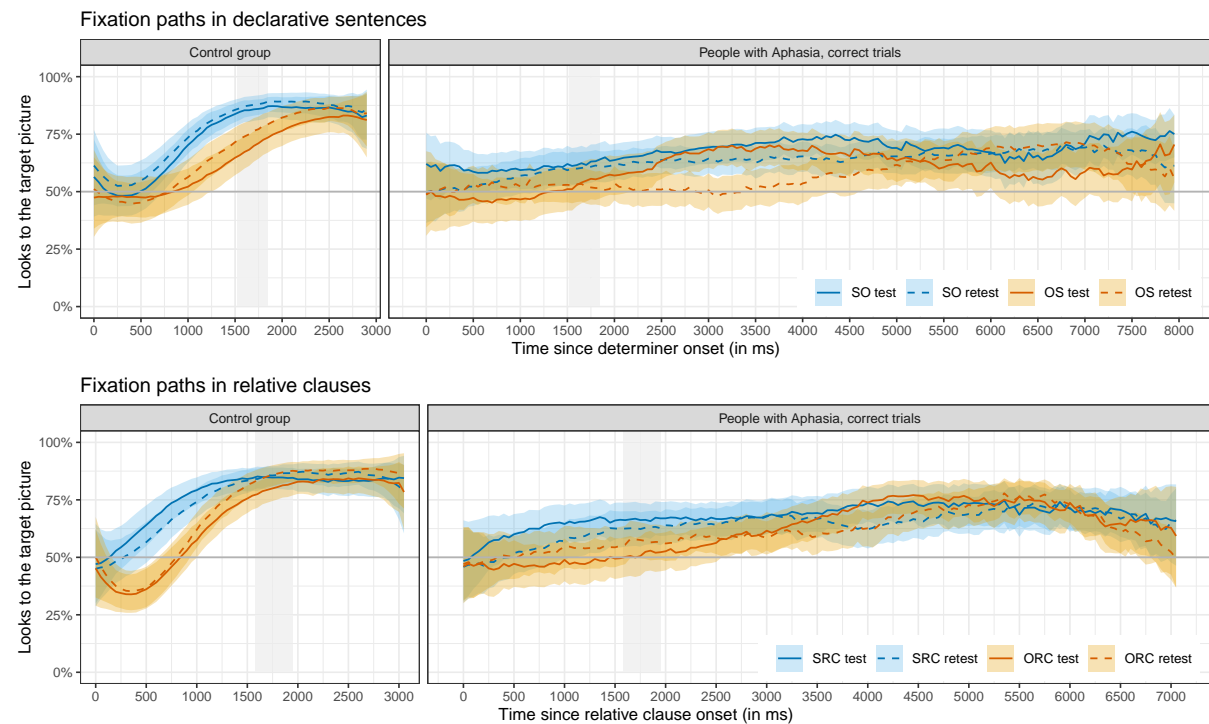 Fixation paths in declarative sentences
Control group
People with Aphasia, correct trials
Looks to the target picture
100%
75%
50%
25%
0%
SO test SO retest OS test OS retest
0 500 1000 1500 2000 2500 3000
0 500 1000 1500 2000 2500 3000 3500 4000 4500 5000 5500 6000 6500 7000 7500 8000
Time since determiner onset (in ms)
Fixation paths in relative clauses
Control group
People with Aphasia, correct trials
Looks to the target picture
100%
75%
50%
25%
0%
SRC test SRC retest ORC test ORC retest
0 500 1000 1500 2000 2500 3000
0 500 1000 1500 2000 2500 3000 3500 4000 4500 5000 5500 6000 6500 7000
Time since relative clause onset (in ms)